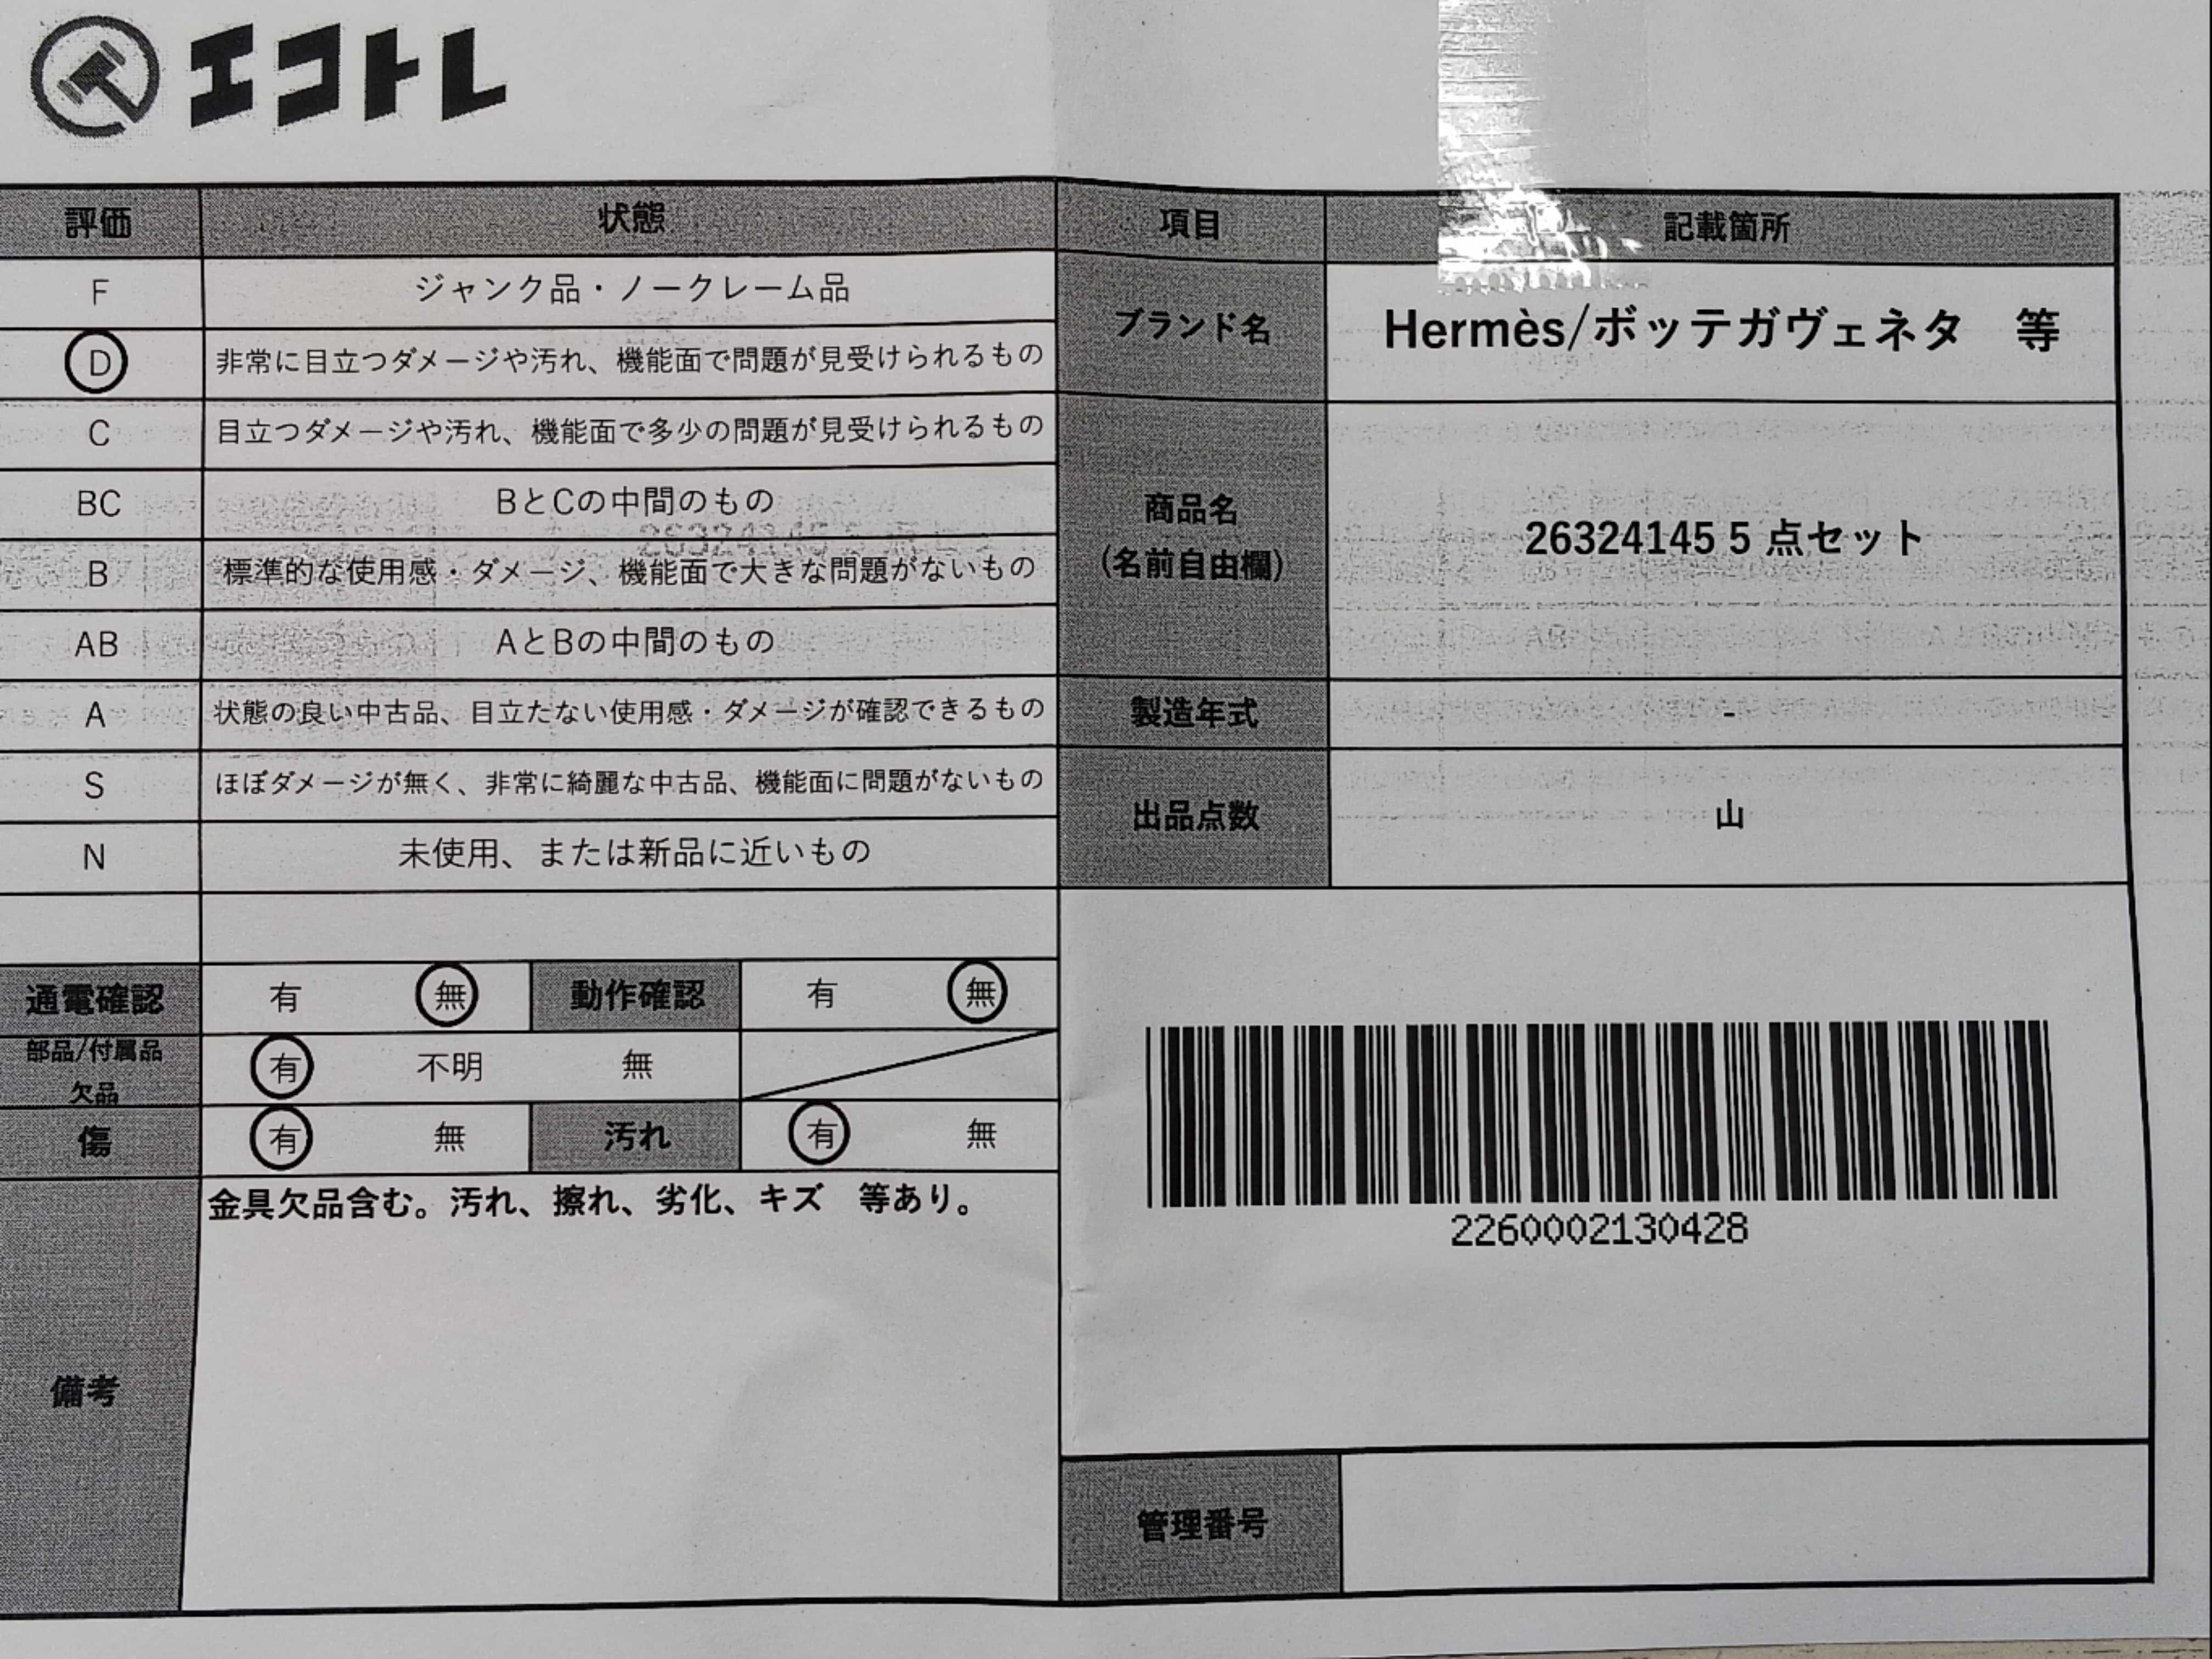 エコトレ
評価 状態
F ジャンク品・ノークレーム品
D 非常に目立つダメージや汚れ、機能面で問題が見受けられるもの
C 目立つダメージや汚れ、機能面で多少の問題が見受けられるもの
BC BとCの中間のもの
B 標準的な使用感・ダメージ、機能面で大きな問題がないもの
AB AとBの中間のもの
A 状態の良い中古品、目立たない使用感・ダメージが確認できるもの
S ほぼダメージが無く、非常に綺麗な中古品、機能面に問題がないもの
N 未使用、または新品に近いもの
通電確認 有 無 動作確認 有 無
部品/付属品
欠品 有 不明 無
傷 有 無 汚れ 有 無
備考 金具欠品含む。汚れ、擦れ、劣化、キズ　等あり。
項目 記載箇所
ブランド名 Hermès/ボッテガヴェネタ　等
商品名
(名前自由欄) 26324145 5 点セット
製造年式 -
出品点数 山
2260002130428
管理番号